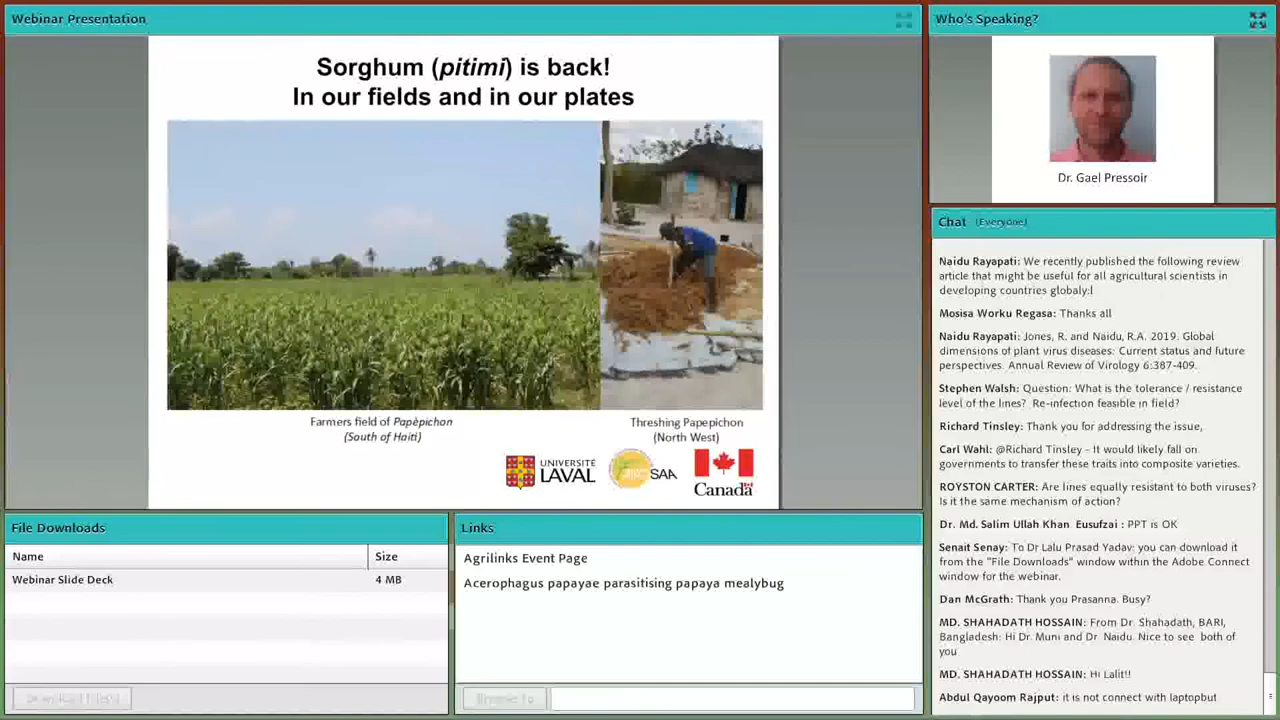 Webinar Presentation
Sorghum (pitimi) is back!
In our fields and in our plates
Farmers field of Papèpichon
(South of Haiti)
Threshing Papepichon
(North West)
UNIVERSITÉ
LAVAL
SAA
Canada
Who's Speaking?
Dr. Gael Pressoir
Chat (Everyone)
Naidu Rayapati: We recently published the following review
article that might be useful for all agricultural scientists in
developing countries globaly:l
Mosisa Worku Regasa: Thanks all
Naidu Rayapati: Jones, R. and Naidu, R.A. 2019. Global
dimensions of plant virus diseases: Current status and future
perspectives. Annual Review of Virology 6:387-409.
Stephen Walsh: Question: What is the tolerance / resistance
level of the lines? Re-infection feasible in field?
Richard Tinsley: Thank you for addressing the issue,
Carl Wahl: @Richard Tinsley - It would likely fall on
governments to transfer these traits into composite varieties.
ROYSTON CARTER: Are lines equally resistant to both viruses?
Is it the same mechanism of action?
Dr. Md. Salim Ullah Khan Eusufzai : PPT is OK
Senait Senay: To Dr Lalu Prasad Yadav: you can download it
from the "File Downloads" window within the Adobe Connect
window for the webinar.
Dan McGrath: Thank you Prasanna. Busy?
MD. SHAHADATH HOSSAIN: From Dr. Shahadath, BARI,
Bangladesh: Hi Dr. Muni and Dr Naidu. Nice to see both of
you
MD. SHAHADATH HOSSAIN: Hi Lalit!!
Abdul Qayoom Rajput: it is not connect with laptopbut
File Downloads
Name Size
Webinar Slide Deck 4 MB
Download File(s)
Links
Agrilinks Event Page
Acerophagus papayae parasitising papaya mealybug
Browse To